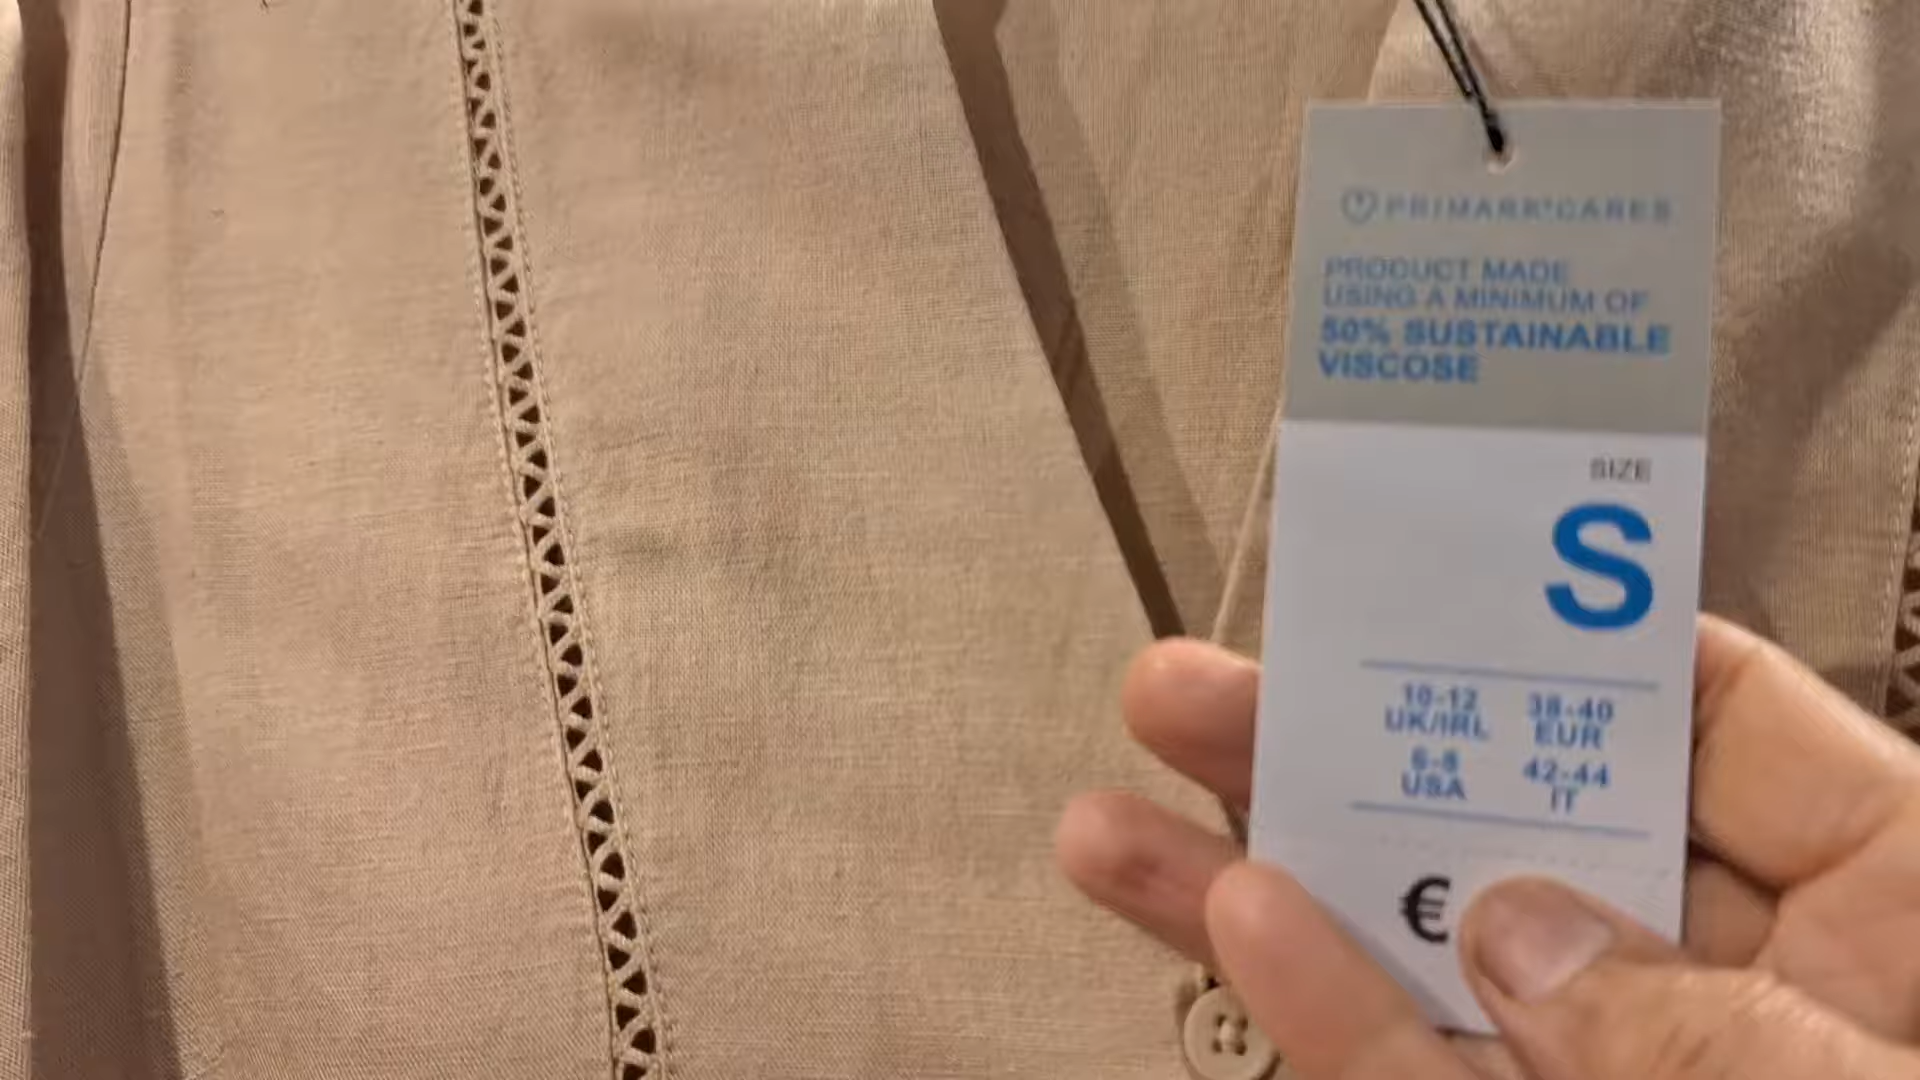 PRIMARK®CARES
PRODUCT MADE
USING A MINIMUM OF
50% SUSTAINABLE
VISCOSE
SIZE
S
10-12
UK/IRL
38-40
EUR
6-8
USA
42-44
IT
€